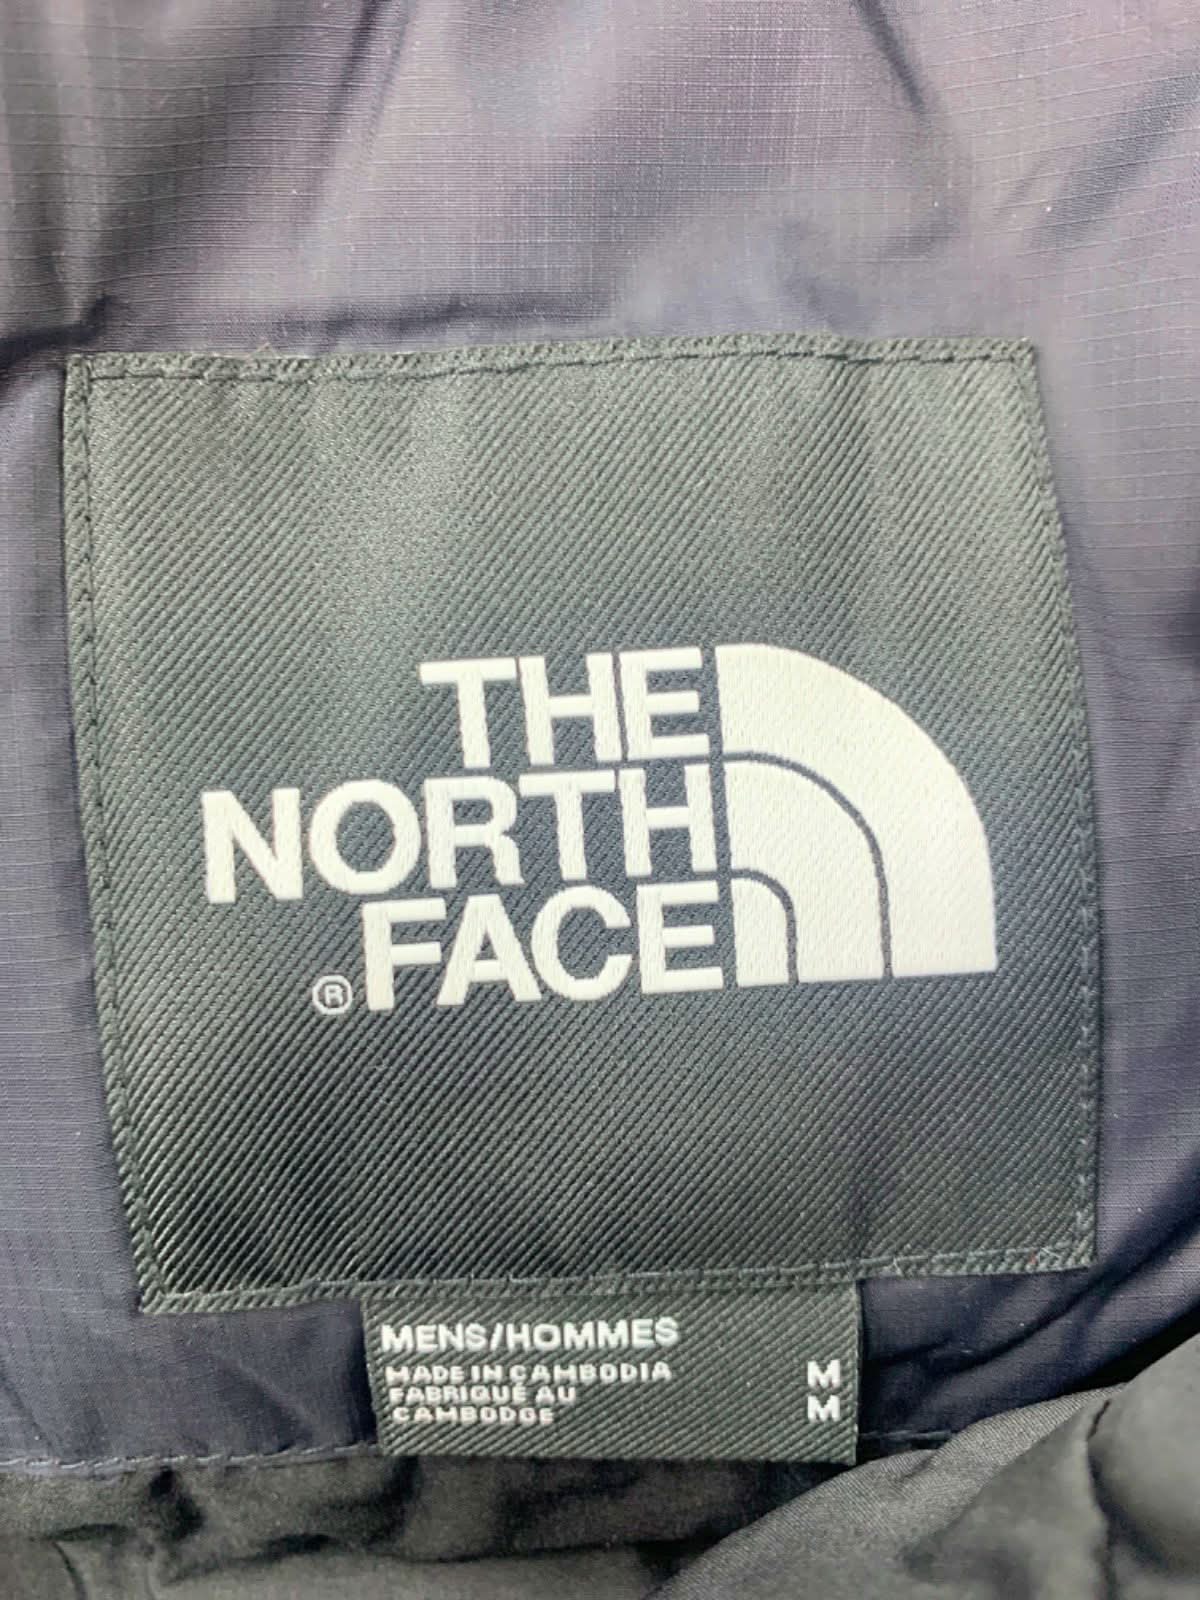 THE
NORTH
FACE
®
MENS/HOMMES
MADE IN CAMBODIA M
FABRIQUÉ AU
CAMBODGE M